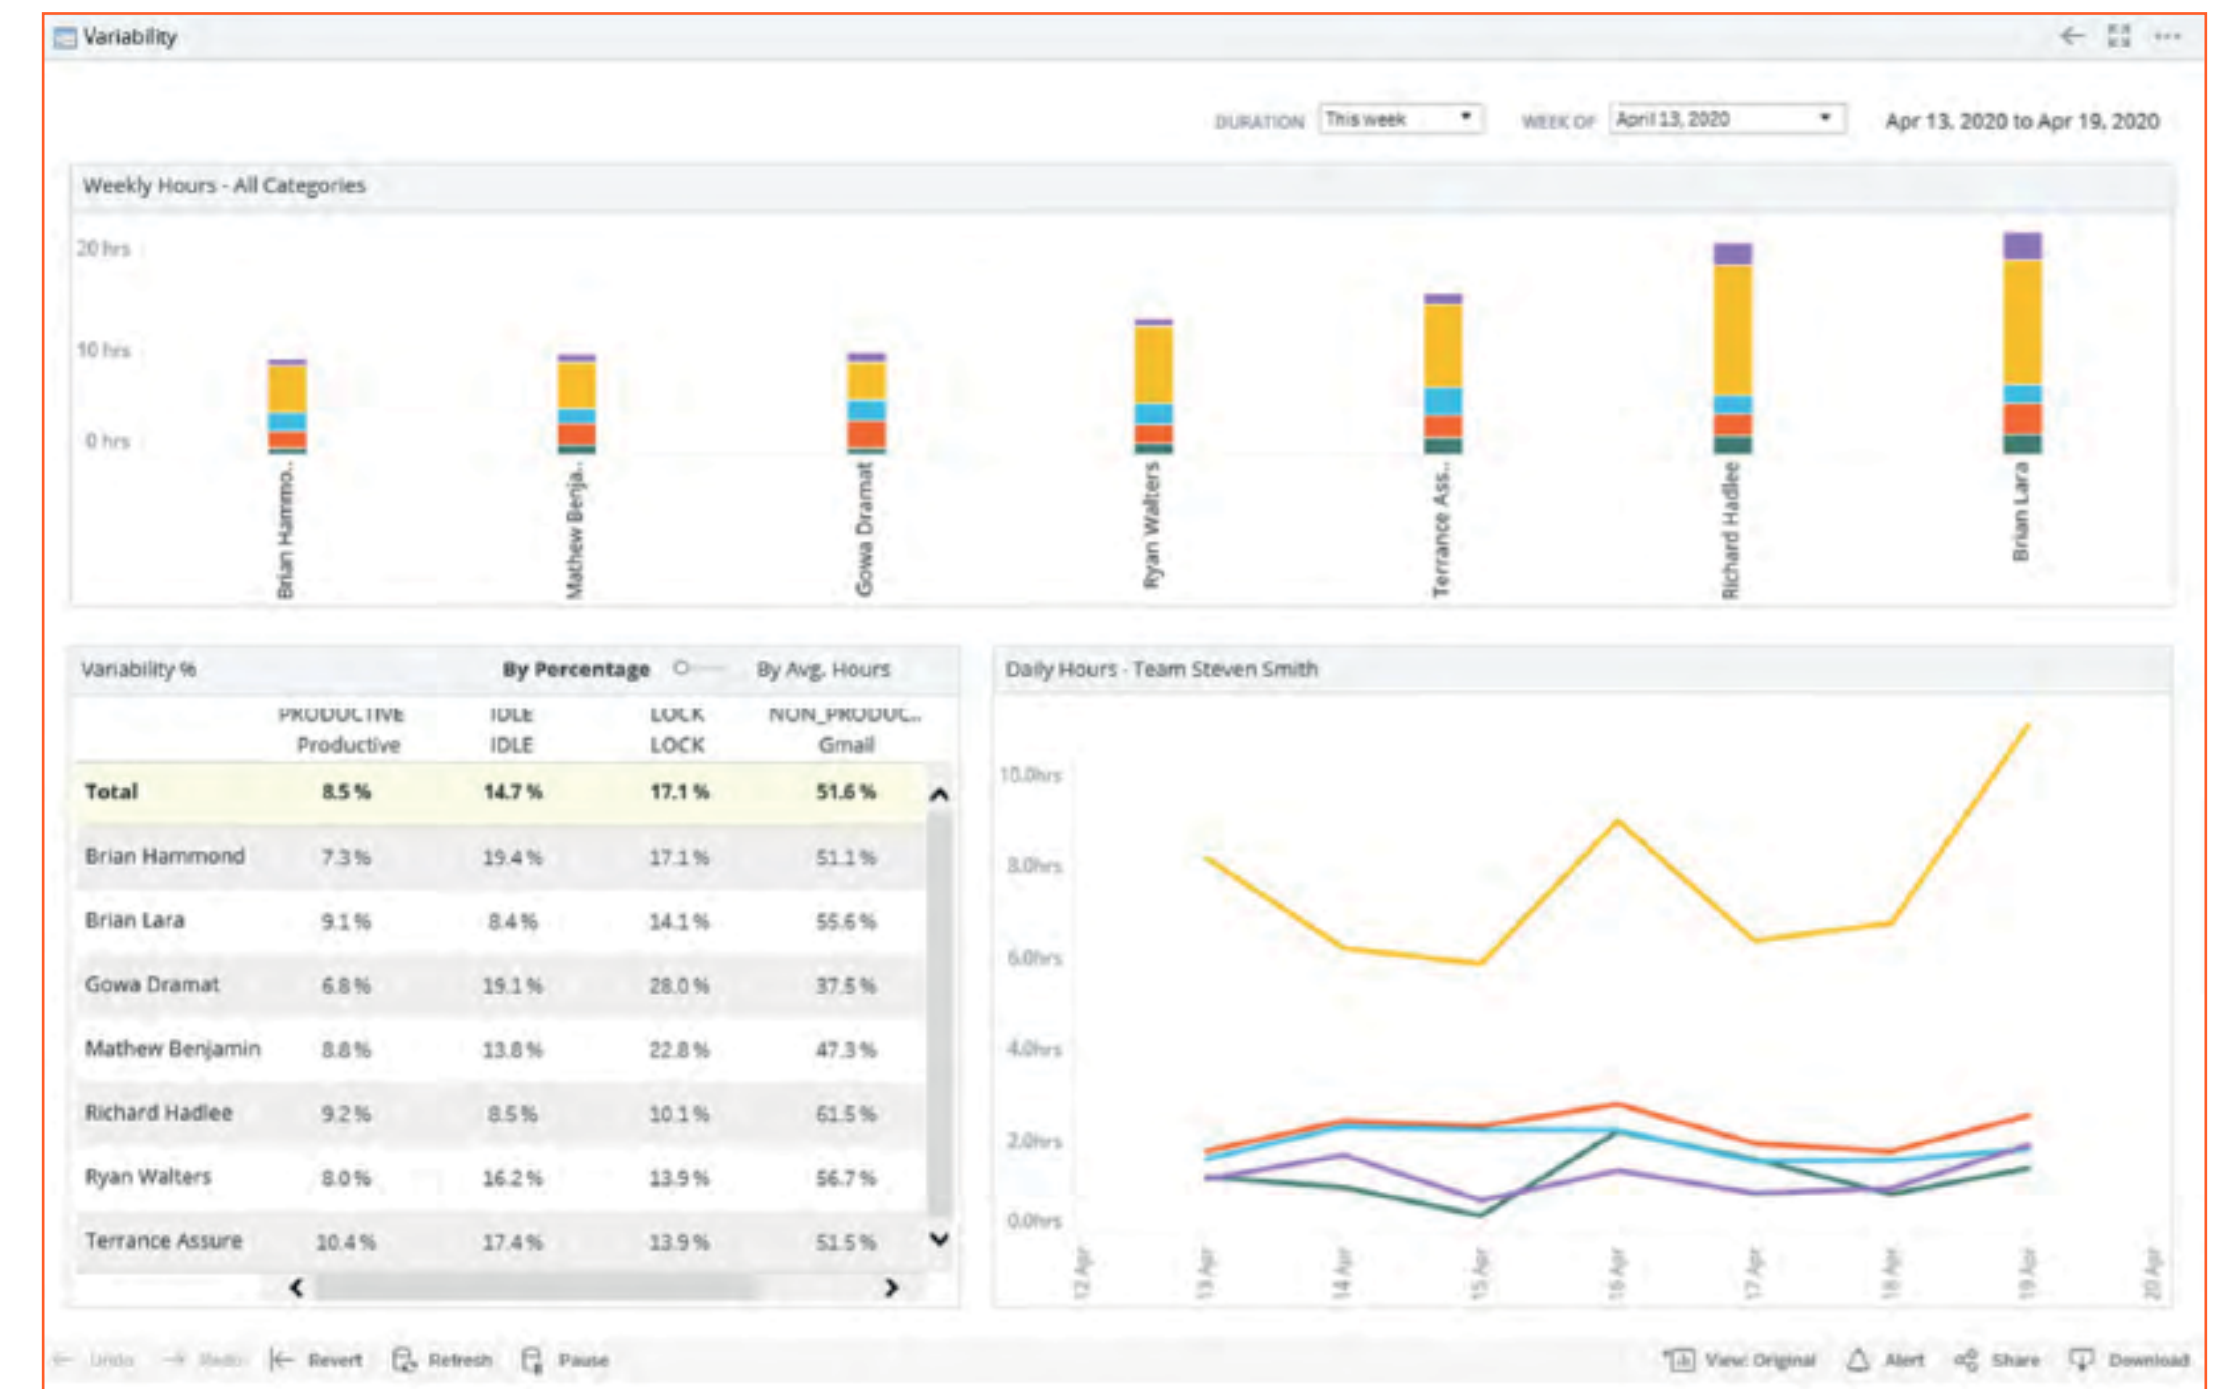 Variability
DURATION This week WEEK OF April 13, 2020 Apr 13, 2020 to Apr 19, 2020
Weekly Hours - All Categories
20 hrs
10 hrs
0 hrs
Brian Hammo..
Mathew Benja..
Gowa Dramat
Ryan Walters
Terrance Ass..
Richard Hadlee
Brian Lara
Variability % By Percentage By Avg. Hours
PRODUCTIVE IDLE LOCK NON_PRODUC..
Productive IDLE LOCK Gmail
Total 8.5 % 14.7 % 17.1 % 51.6 %
Brian Hammond 7.3 % 19.4 % 17.1 % 51.1 %
Brian Lara 9.1 % 8.4 % 14.1 % 55.6 %
Gowa Dramat 6.8 % 19.1 % 28.0 % 37.5 %
Mathew Benjamin 8.8 % 13.8 % 22.8 % 47.3 %
Richard Hadlee 9.2 % 8.5 % 10.1 % 61.5 %
Ryan Walters 8.0 % 16.2 % 13.9 % 56.7 %
Terrance Assure 10.4 % 17.4 % 13.9 % 51.5 %
Daily Hours - Team Steven Smith
10.0hrs
8.0hrs
6.0hrs
4.0hrs
2.0hrs
0.0hrs
12 Apr
13 Apr
14 Apr
15 Apr
16 Apr
17 Apr
18 Apr
19 Apr
20 Apr
Undo Redo Revert Refresh Pause View: Original Alert Share Download